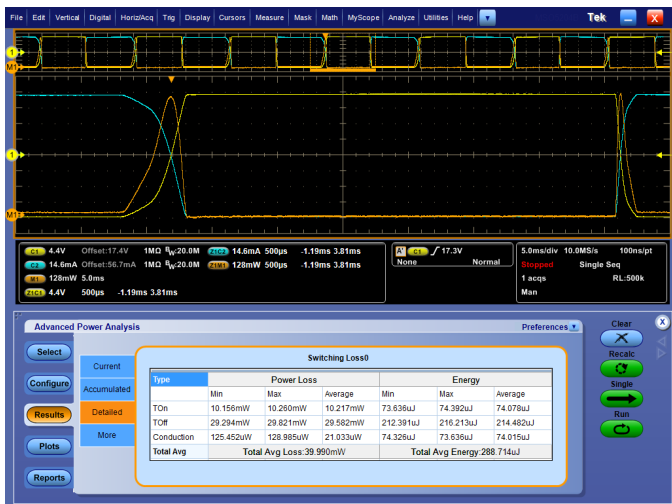 File Edit Vertical Digital Horiz/Acq Trig Display Cursors Measure Mask Math MyScope Analyze Utilities Help Tek X
1
M1
1
M1
C1 4.4V Offset:17.4V 1MΩ BW:20.0M Z1C2 14.6mA 500µs -1.19ms 3.81ms
C2 14.6mA Offset:56.7mA 1MΩ BW:20.0M Z1M1 128mW 500µs -1.19ms 3.81ms
M1 128mW 5.0ms
Z1C1 4.4V 500µs -1.19ms 3.81ms
A' C1 17.3V
None Normal
5.0ms/div 10.0MS/s 100ns/pt
Stopped Single Seq
1 acqs RL:500k
Man
Advanced Power Analysis Preferences
Select
Configure
Results
Plots
Reports
Current
Accumulated
Detailed
More
Switching Loss0
Type Power Loss Energy
Min Max Average Min Max Average
TOn 10.156mW 10.260mW 10.217mW 73.636uJ 74.392uJ 74.078uJ
TOff 29.294mW 29.821mW 29.582mW 212.391uJ 216.213uJ 214.482uJ
Conduction 125.452uW 128.985uW 21.033uW 74.326uJ 73.636uJ 74.015uJ
Total Avg Total Avg Loss:39.990mW Total Avg Energy:288.714uJ
Clear X
Recalc
Single
Run